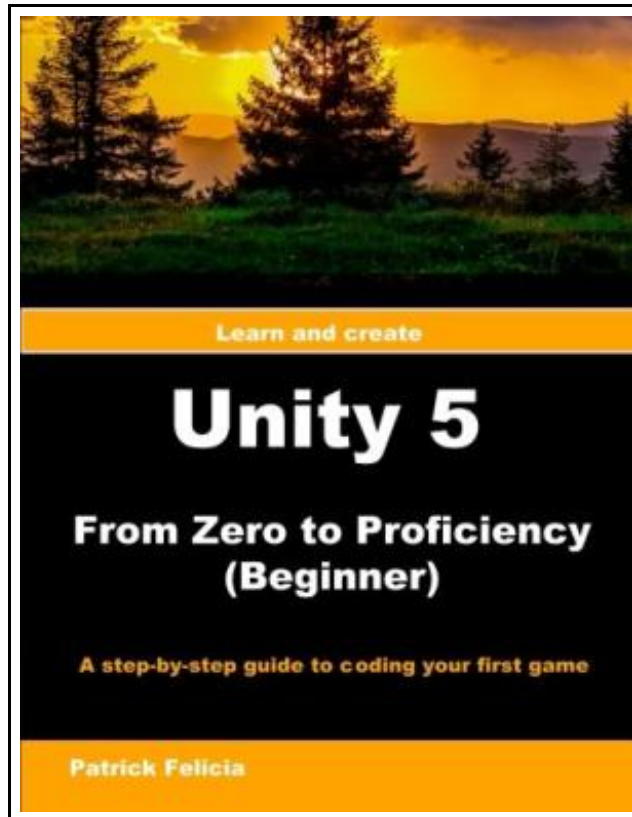 Learn and create
Unity 5
From Zero to Proficiency
(Beginner)
A step-by-step guide to coding your first game
Patrick Felicia